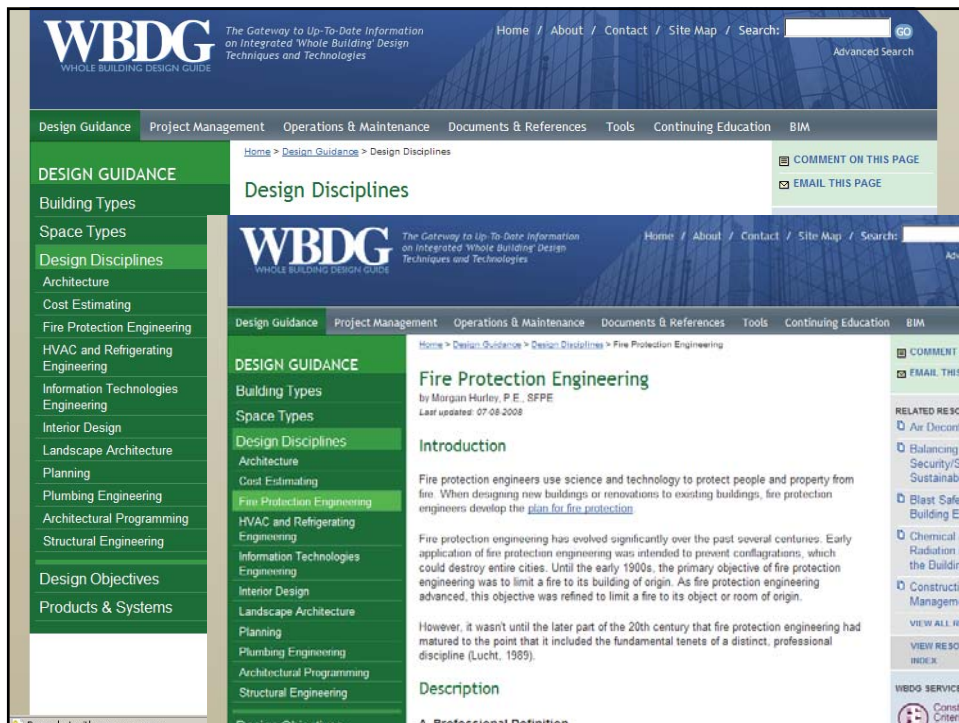 WBDG
WHOLE BUILDING DESIGN GUIDE
The Gateway to Up-To-Date Information
on Integrated 'Whole Building' Design
Techniques and Technologies
Home / About / Contact / Site Map / Search:
GO
Advanced Search
Design Guidance Project Management Operations & Maintenance Documents & References Tools Continuing Education BIM
DESIGN GUIDANCE
Building Types
Space Types
Design Disciplines
Architecture
Cost Estimating
Fire Protection Engineering
HVAC and Refrigerating
Engineering
Information Technologies
Engineering
Interior Design
Landscape Architecture
Planning
Plumbing Engineering
Architectural Programming
Structural Engineering
Design Objectives
Products & Systems
Home > Design Guidance > Design Disciplines
Design Disciplines
COMMENT ON THIS PAGE
EMAIL THIS PAGE
WBDG
WHOLE BUILDING DESIGN GUIDE
The Gateway to Up-To-Date Information
on Integrated 'Whole Building' Design
Techniques and Technologies
Home / About / Contact / Site Map / Search:
Design Guidance Project Management Operations & Maintenance Documents & References Tools Continuing Education BIM
DESIGN GUIDANCE
Building Types
Space Types
Design Disciplines
Architecture
Cost Estimating
Fire Protection Engineering
HVAC and Refrigerating
Engineering
Information Technologies
Engineering
Interior Design
Landscape Architecture
Planning
Plumbing Engineering
Architectural Programming
Structural Engineering
Home > Design Guidance > Design Disciplines > Fire Protection Engineering
Fire Protection Engineering
by Morgan Hurley, P.E., SFPE
Last updated: 07-08-2008
Introduction
Fire protection engineers use science and technology to protect people and property from
fire. When designing new buildings or renovations to existing buildings, fire protection
engineers develop the plan for fire protection
Fire protection engineering has evolved significantly over the past several centuries. Early
application of fire protection engineering was intended to prevent conflagrations, which
could destroy entire cities. Until the early 1900s, the primary objective of fire protection
engineering was to limit a fire to its building of origin. As fire protection engineering
advanced, this objective was refined to limit a fire to its object or room of origin.
However, it wasn't until the later part of the 20th century that fire protection engineering had
matured to the point that it included the fundamental tenets of a distinct, professional
discipline (Lucht, 1989).
Description
A. Professional Definition
COMMENT
EMAIL THIS
RELATED RESO
Air Decont
Balancing
Security/S
Sustainab
Blast Safe
Building E
Chemical
Radiation
the Buildin
Constructi
Managem
VIEW ALL R
VIEW RESO
INDEX
WBDG SERVICE
Const
Criter